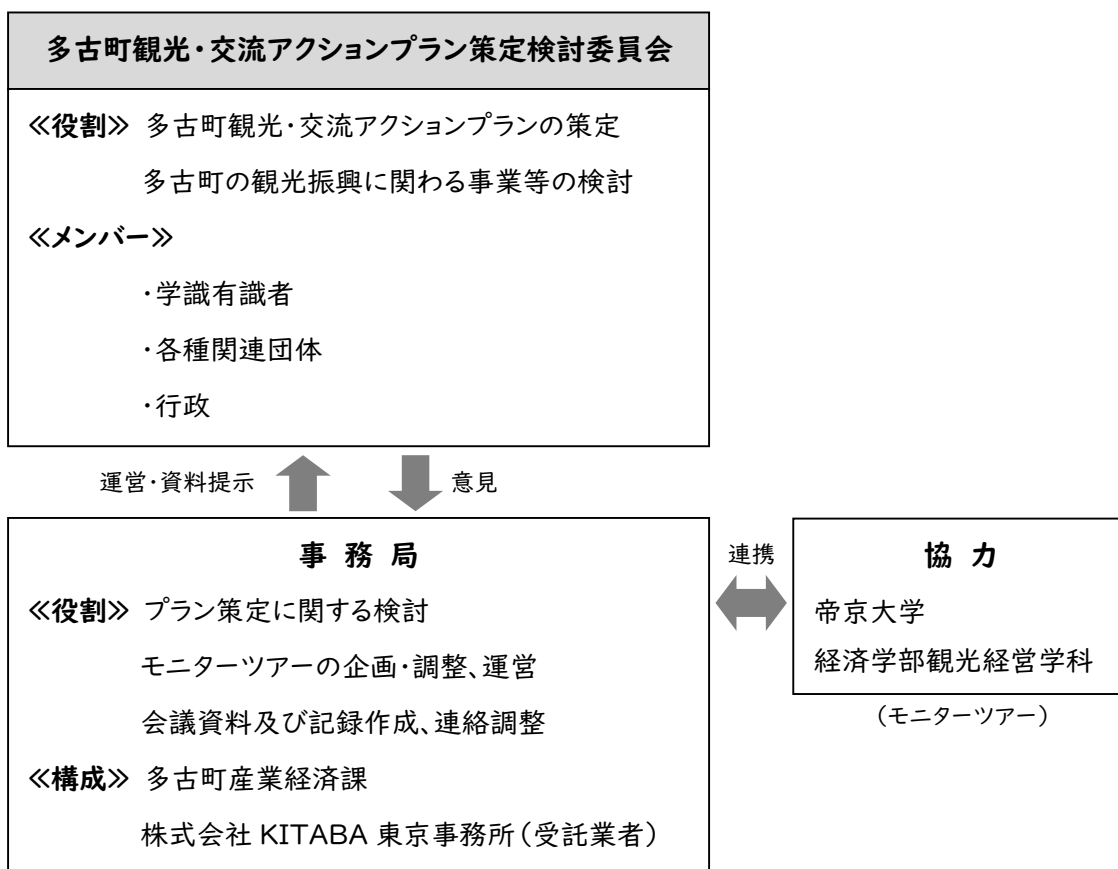 多古町観光・交流アクションプラン策定検討委員会
≪役割≫ 多古町観光・交流アクションプランの策定
多古町の観光振興に関わる事業等の検討
≪メンバー≫
・学識有識者
・各種関連団体
・行政
運営・資料提示
意見
事 務 局
≪役割≫ プラン策定に関する検討
モニターツアーの企画・調整、運営
会議資料及び記録作成、連絡調整
≪構成≫ 多古町産業経済課
株式会社 KITABA 東京事務所（受託業者）
連携
協 力
帝京大学
経済学部観光経営学科
（モニターツアー）